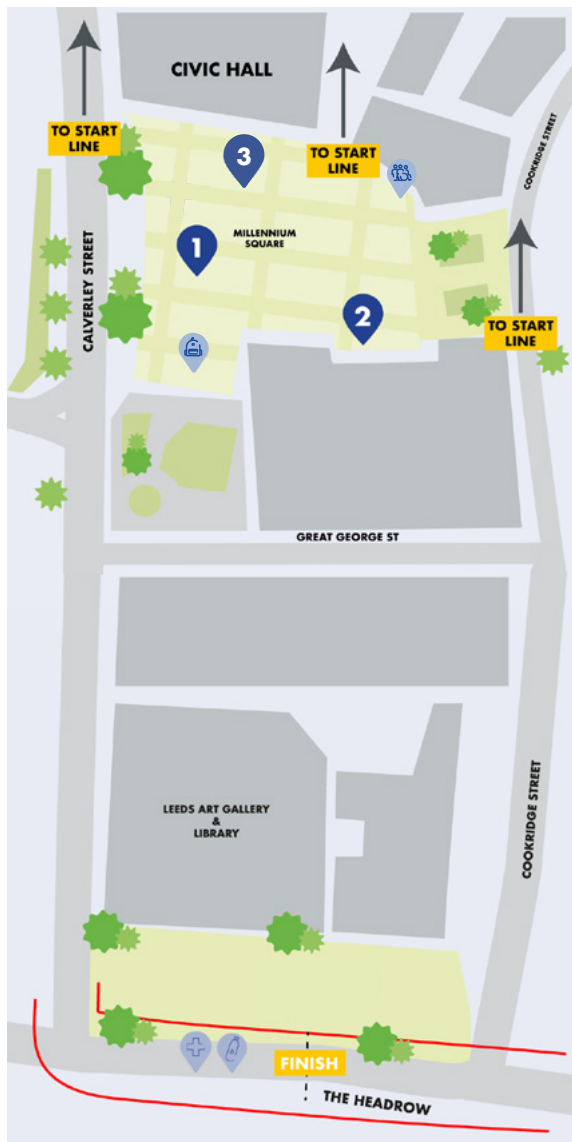 CIVIC HALL
TO START
LINE
TO START
LINE
3
COOKRIDGE STREET
1
MILLENNIUM
SQUARE
CALVERLEY STREET
2
TO START
LINE
GREAT GEORGE ST
LEEDS ART GALLERY
&
LIBRARY
COOKRIDGE STREET
FINISH
THE HEADROW